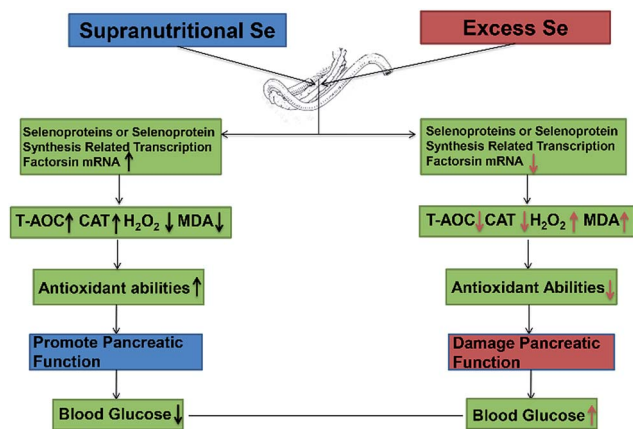 Supranutritional Se
Excess Se
Selenoproteins or Selenoprotein
Synthesis Related Transcription
Factorsin mRNA ↑
Selenoproteins or Selenoprotein
Synthesis Related Transcription
Factorsin mRNA ↓
T-AOC↑ CAT↑ H₂O₂↓ MDA↓
T-AOC↓ CAT↓ H₂O₂↑ MDA↑
Antioxidant abilities↑
Antioxidant Abilities↓
Promote Pancreatic
Function
Damage Pancreatic
Function
Blood Glucose↓
Blood Glucose↑